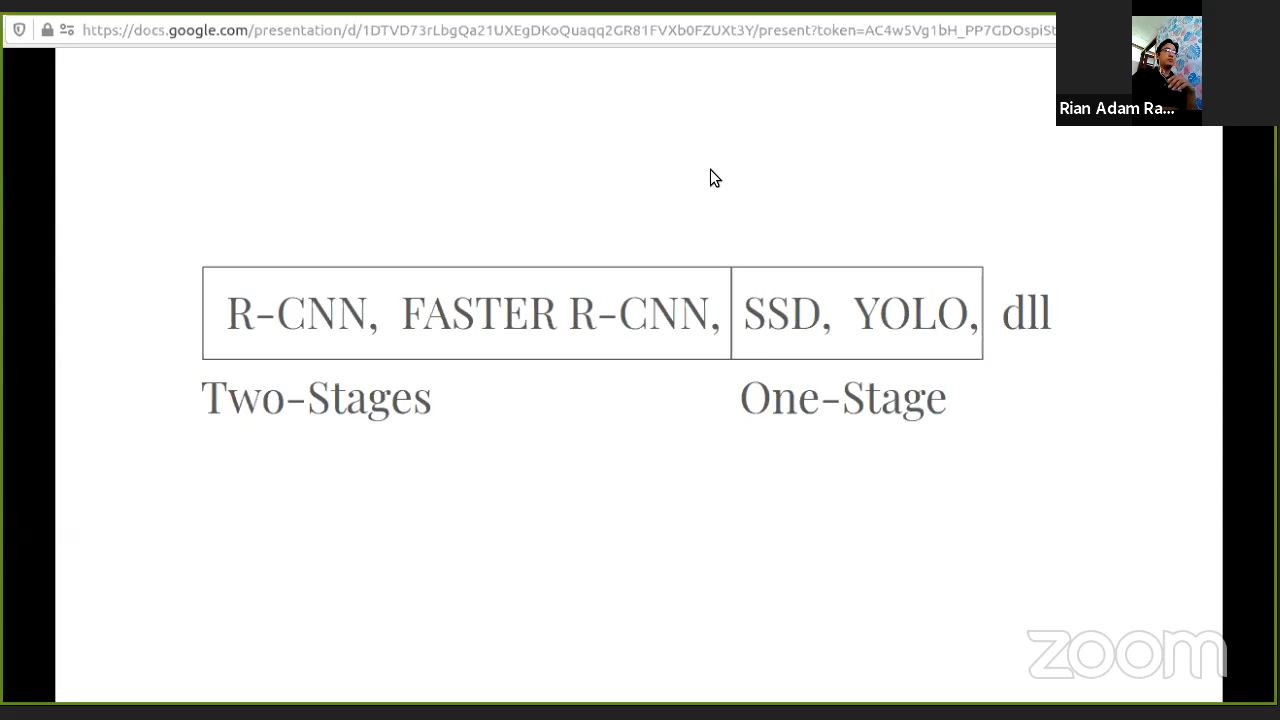 https://docs.google.com/presentation/d/1DTVD73rLbgQa21IXEgDKoQuaqq2GR81FVXb0FZUXt3Y/present?token=AC4w5Vg1bH_PP7GDOspiSt
Rian Adam Ra...
R-CNN, FASTER R-CNN, SSD, YOLO, dll
Two-Stages One-Stage
zoom